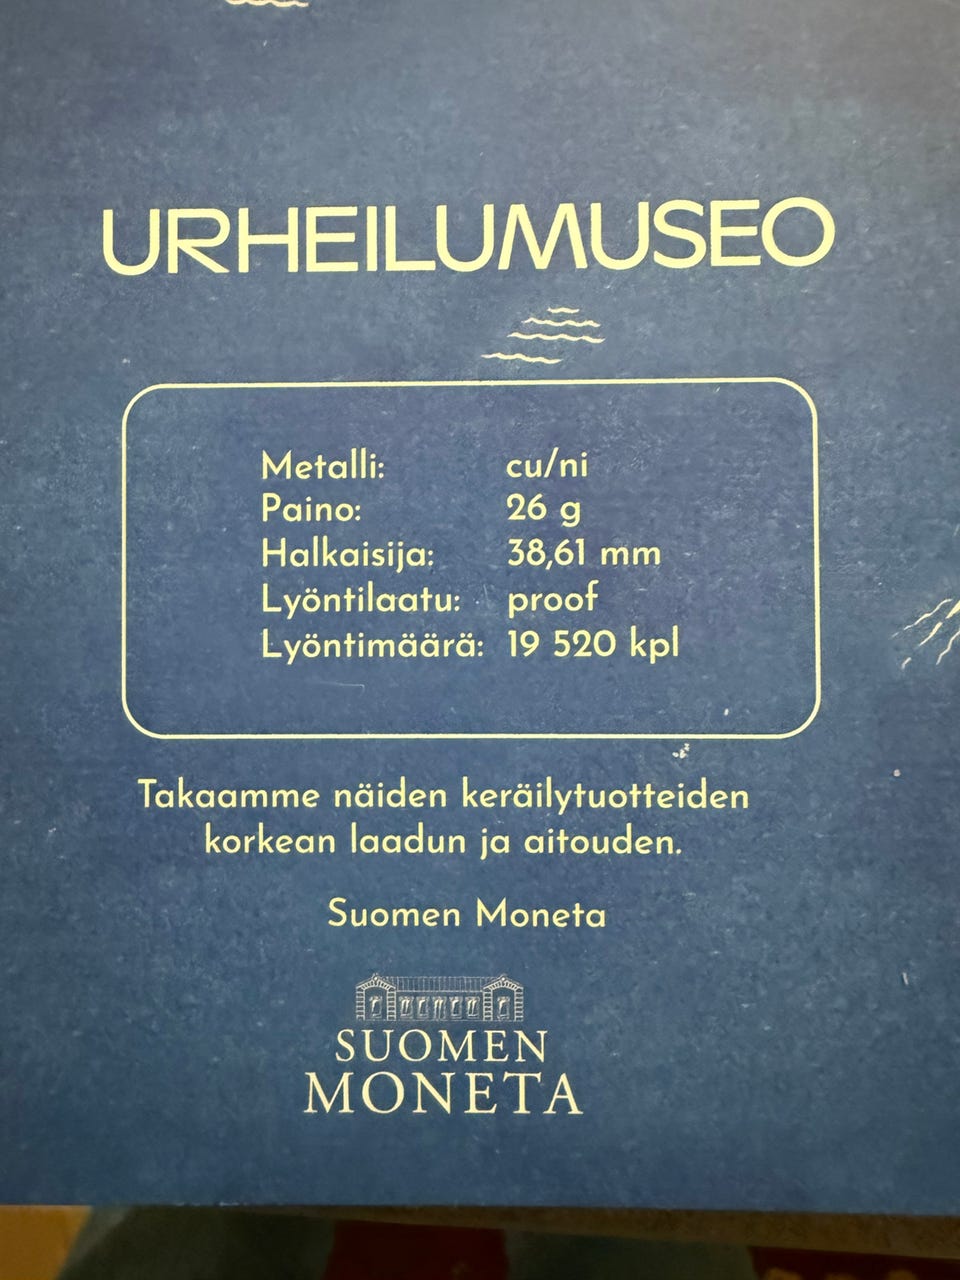 URHEILUMUSEO
Metalli: cu/ni
Paino: 26 g
Halkaisija: 38,61 mm
Lyöntilaatu: proof
Lyöntimäärä: 19 520 kpl
Takaamme näiden keräilytuotteiden
korkean laadun ja aitouden.
Suomen Moneta
SUOMEN
MONETA